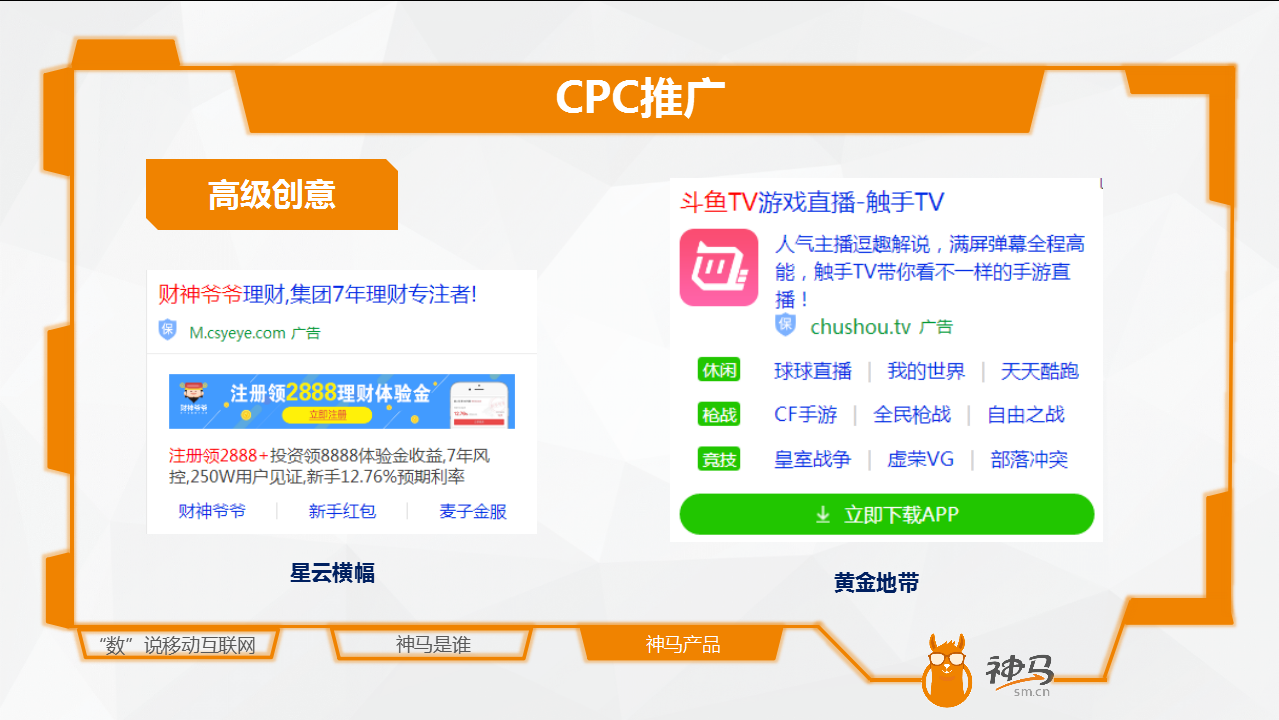 CPC推广
高级创意
财神爷爷理财,集团7年理财专注者!
保 M.csyeye.com 广告
财神爷爷
注册领2888理财体验金
立即注册
注册领2888+投资领8888体验金收益,7年风
控,250W用户见证,新手12.76%预期利率
财神爷爷 | 新手红包 | 麦子金服
星云横幅
斗鱼TV游戏直播-触手TV
人气主播逗趣解说，满屏弹幕全程高
能，触手TV带你看不一样的手游直
播！
保 chushou.tv 广告
休闲 球球直播 | 我的世界 | 天天酷跑
枪战 CF手游 | 全民枪战 | 自由之战
竞技 皇室战争 | 虚荣VG | 部落冲突
立即下载APP
黄金地带
“数”说移动互联网
神马是谁
神马产品
神马
sm.cn